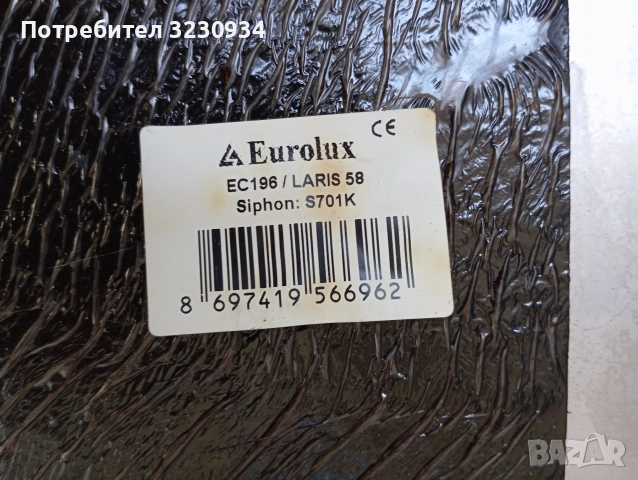 Потребител 3230934
CE
Eurolux
EC196 / LARIS 58
Siphon: S701K
8 697419 566962
BAZAR